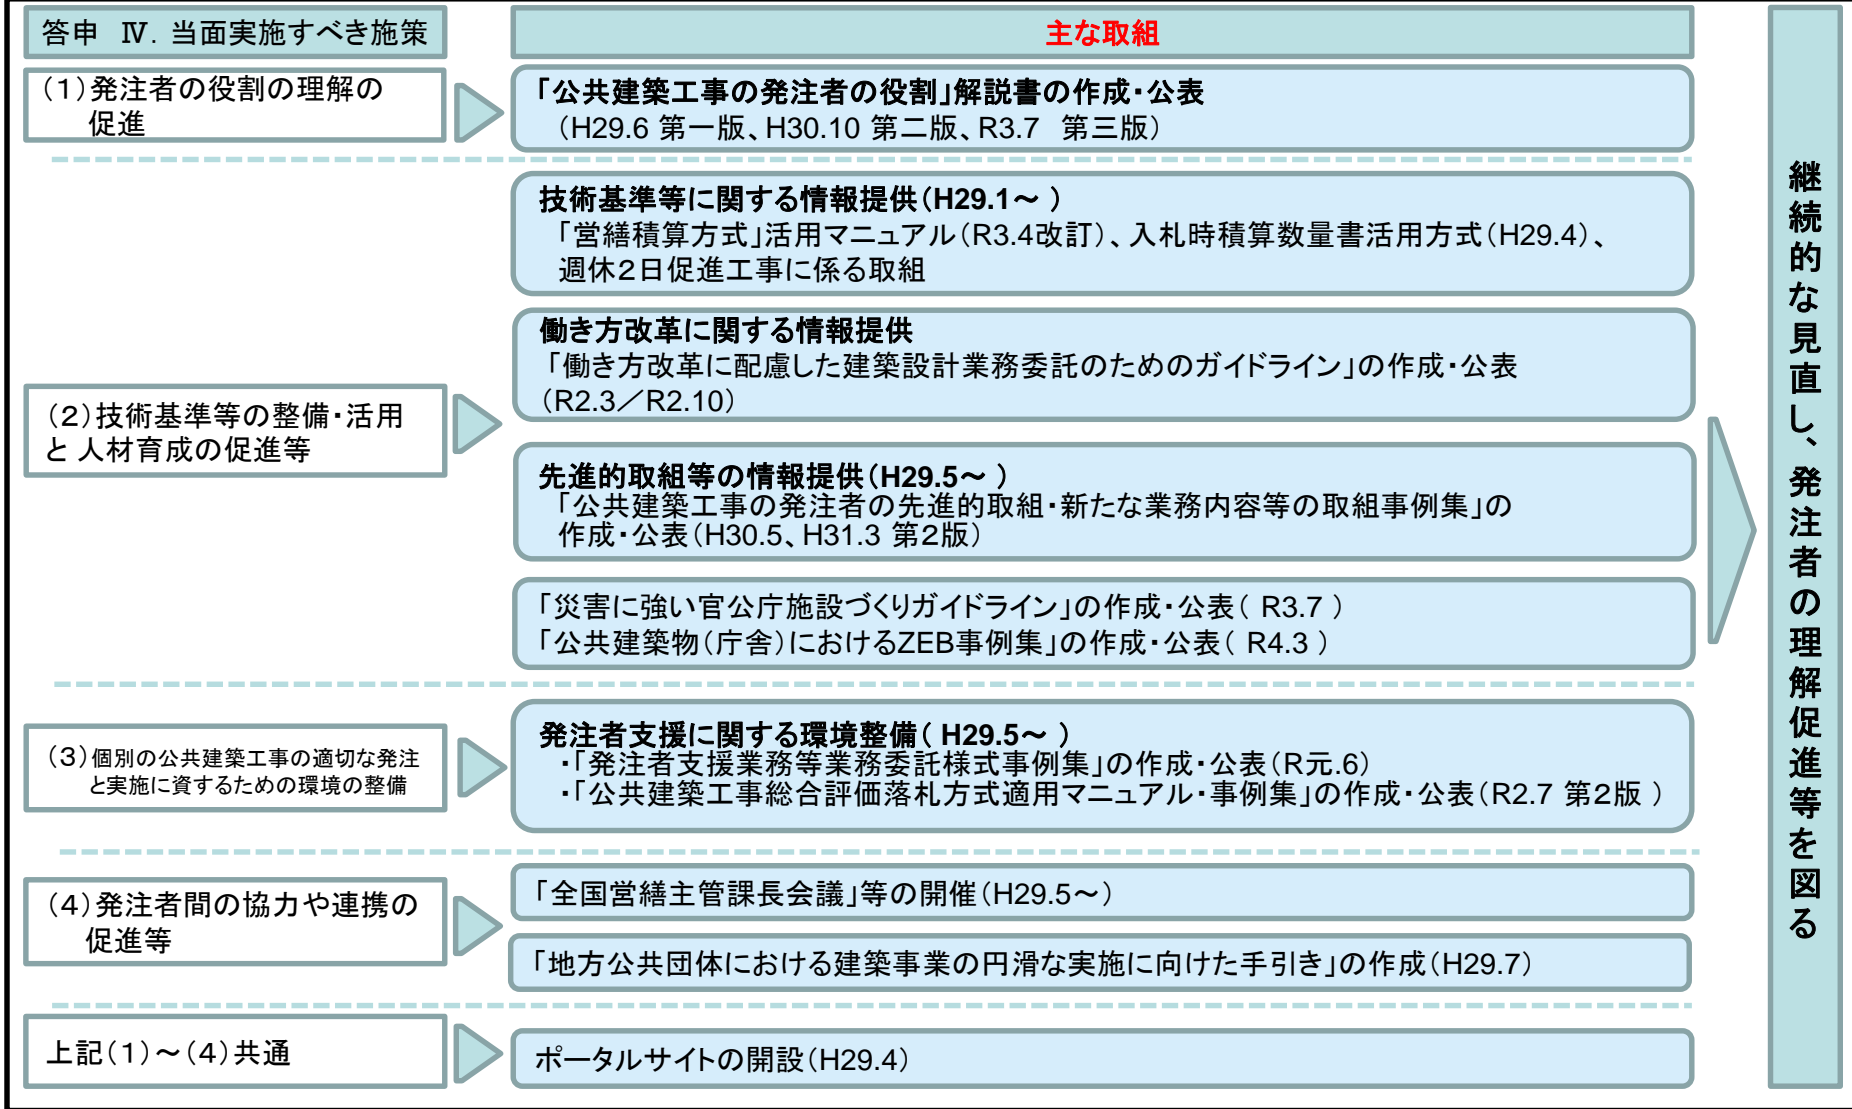 答申　Ⅳ．当面実施すべき施策
主な取組
（1）発注者の役割の理解の
促進
「公共建築工事の発注者の役割」解説書の作成・公表
（H29.6 第一版、H30.10 第二版、R3.7　第三版）
（2）技術基準等の整備・活用
と 人材育成の促進等
技術基準等に関する情報提供（H29.1～ ）
「営繕積算方式」活用マニュアル（R3.4改訂）、入札時積算数量書活用方式（H29.4）、
週休2日促進工事に係る取組
働き方改革に関する情報提供
「働き方改革に配慮した建築設計業務委託のためのガイドライン」の作成・公表
（R2.3／R2.10）
先進的取組等の情報提供（H29.5～ ）
「公共建築工事の発注者の先進的取組・新たな業務内容等の取組事例集」の
作成・公表（H30.5、H31.3 第2版）
「災害に強い官公庁施設づくりガイドライン」の作成・公表（ R3.7 ）
「公共建築物（庁舎）におけるZEB事例集」の作成・公表（ R4.3 ）
（3）個別の公共建築工事の適切な発注
と実施に資するための環境の整備
発注者支援に関する環境整備（ H29.5～ ）
・「発注者支援業務等業務委託様式事例集」の作成・公表（R元.6）
・「公共建築工事総合評価落札方式適用マニュアル・事例集」の作成・公表（R2.7 第2版 ）
（4）発注者間の協力や連携の
促進等
「全国営繕主管課長会議」等の開催（H29.5～）
「地方公共団体における建築事業の円滑な実施に向けた手引き」の作成（H29.7）
上記（1）～（4）共通
ポータルサイトの開設（H29.4）
継続的な見直し、発注者の理解促進等を図る